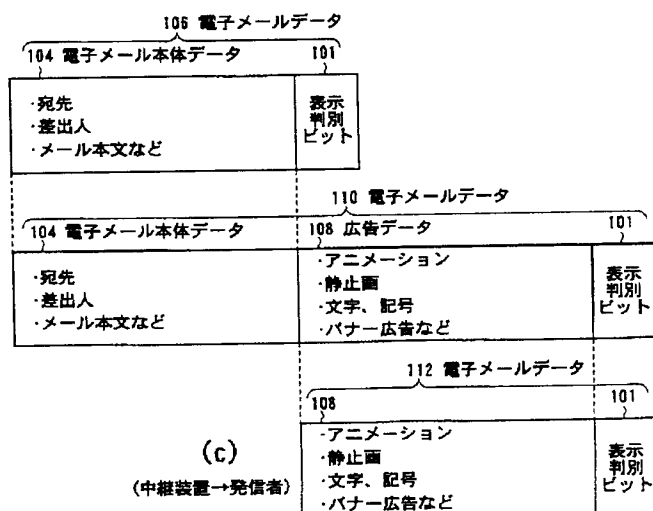 106 電子メールデータ
104 電子メール本体データ 101
・宛先
・差出人
・メール本文など
表示
判別
ビット
110 電子メールデータ
104 電子メール本体データ 108 広告データ 101
・宛先
・差出人
・メール本文など
・アニメーション
・静止画
・文字、記号
・バナー広告など
表示
判別
ビット
112 電子メールデータ
108 101
(c)
(中継装置→発信者)
・アニメーション
・静止画
・文字、記号
・バナー広告など
表示
判別
ビット